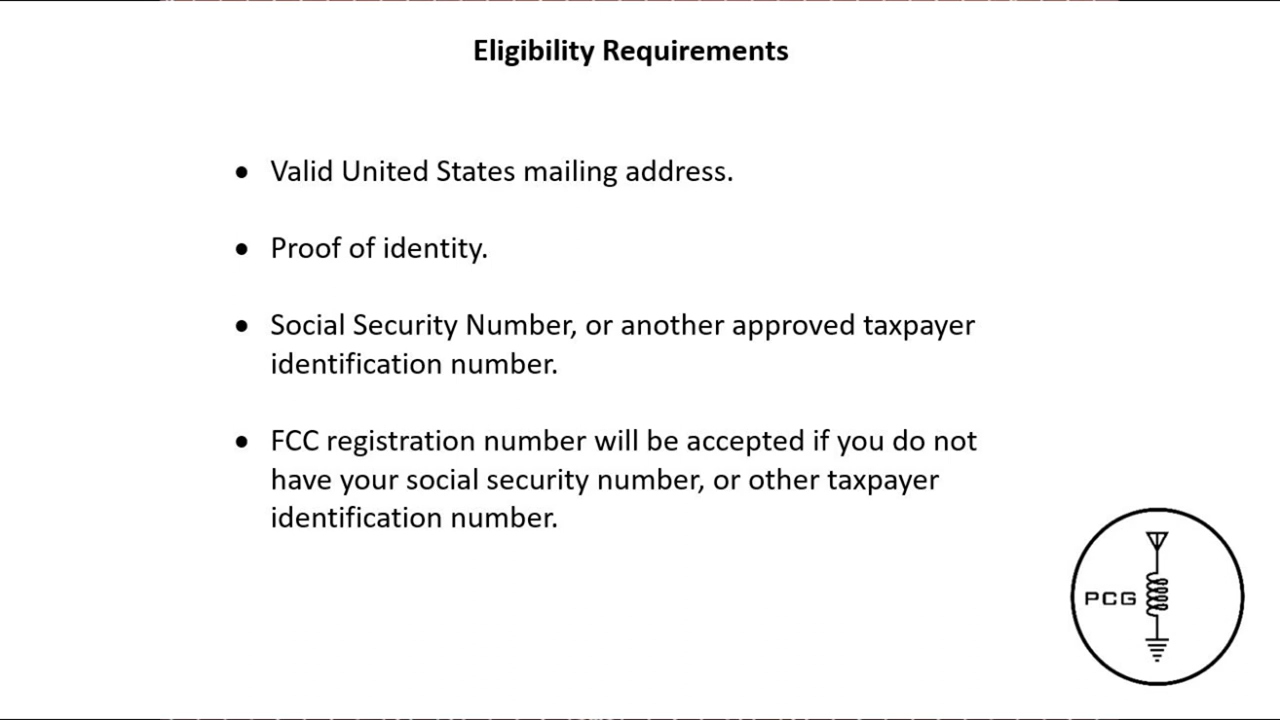 Eligibility Requirements
● Valid United States mailing address.
● Proof of identity.
● Social Security Number, or another approved taxpayer
identification number.
● FCC registration number will be accepted if you do not
have your social security number, or other taxpayer
identification number.
PCG